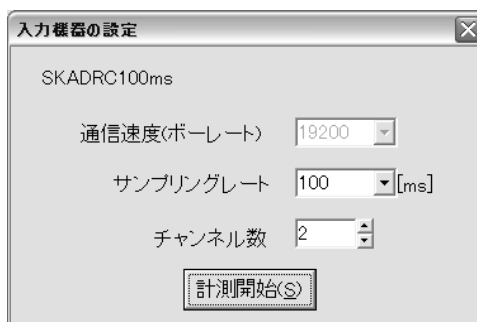 入力機器の設定
SKADRC100ms
通信速度(ボーレート) 19200
サンプリングレート 100 [ms]
チャンネル数 2
計測開始(S)